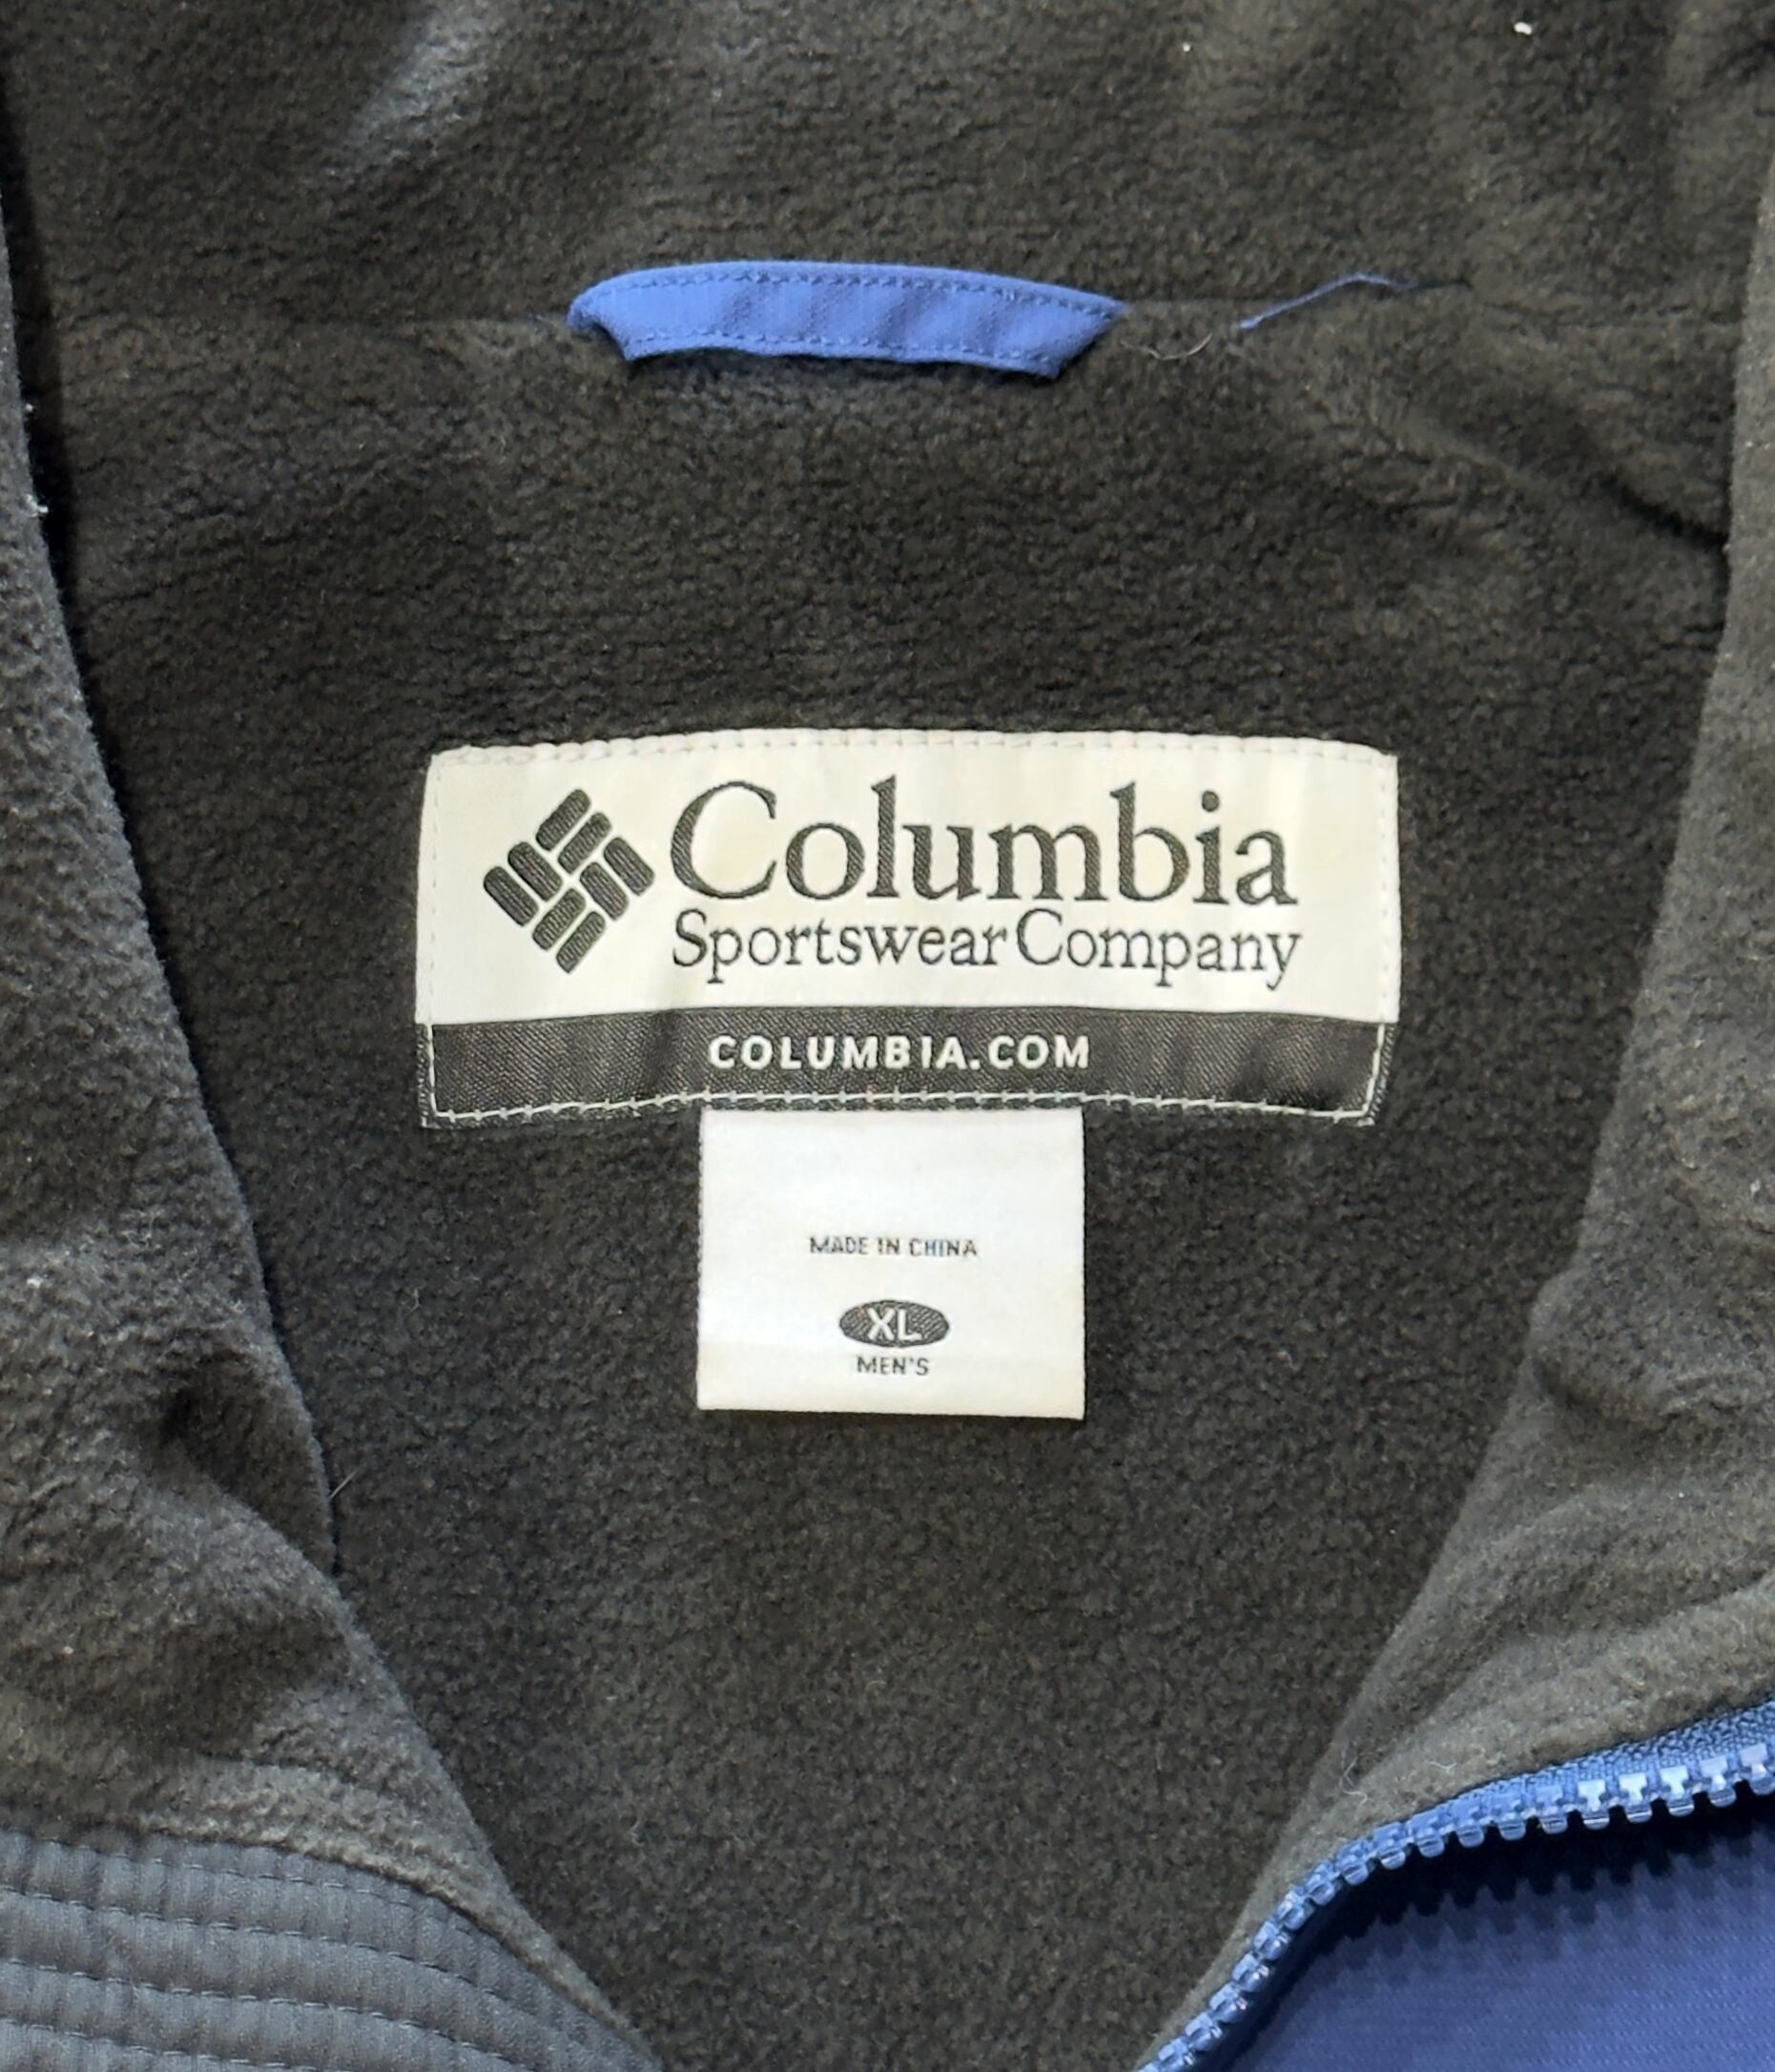 Columbia
Sportswear Company
COLUMBIA.COM
MADE IN CHINA
XL
MEN'S